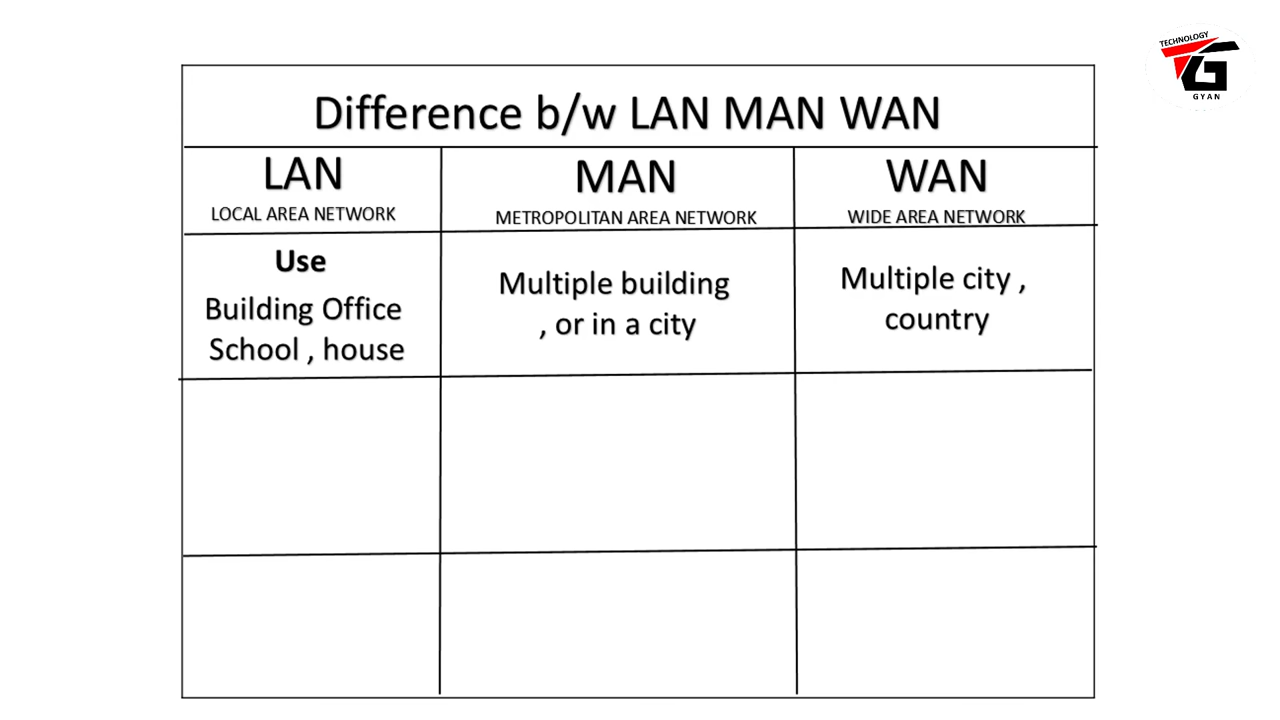 TECHNOLOGY
GYAN
Difference b/w LAN MAN WAN
LAN
LOCAL AREA NETWORK
MAN
METROPOLITAN AREA NETWORK
WAN
WIDE AREA NETWORK
Use
Building Office
School , house
Multiple building
, or in a city
Multiple city ,
country